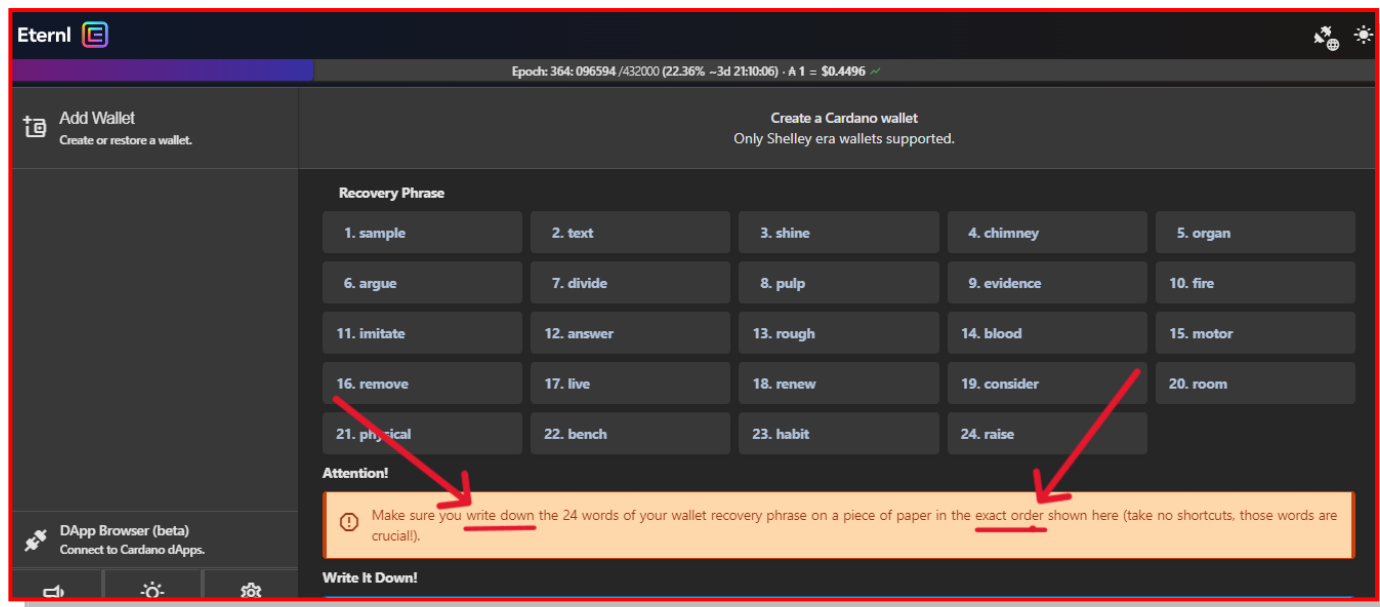 Eternl
Epoch: 364: 096594 /432000 (22.36% ~3d 21:10:06) · ₳ 1 = $0.4496
Add Wallet
Create or restore a wallet.
Create a Cardano wallet
Only Shelley era wallets supported.
Recovery Phrase
1. sample 2. text 3. shine 4. chimney 5. organ
6. argue 7. divide 8. pulp 9. evidence 10. fire
11. imitate 12. answer 13. rough 14. blood 15. motor
16. remove 17. live 18. renew 19. consider 20. room
21. physical 22. bench 23. habit 24. raise
Attention!
Make sure you write down the 24 words of your wallet recovery phrase on a piece of paper in the exact order shown here (take no shortcuts, those words are
crucial!).
DApp Browser (beta)
Connect to Cardano dApps.
Write It Down!